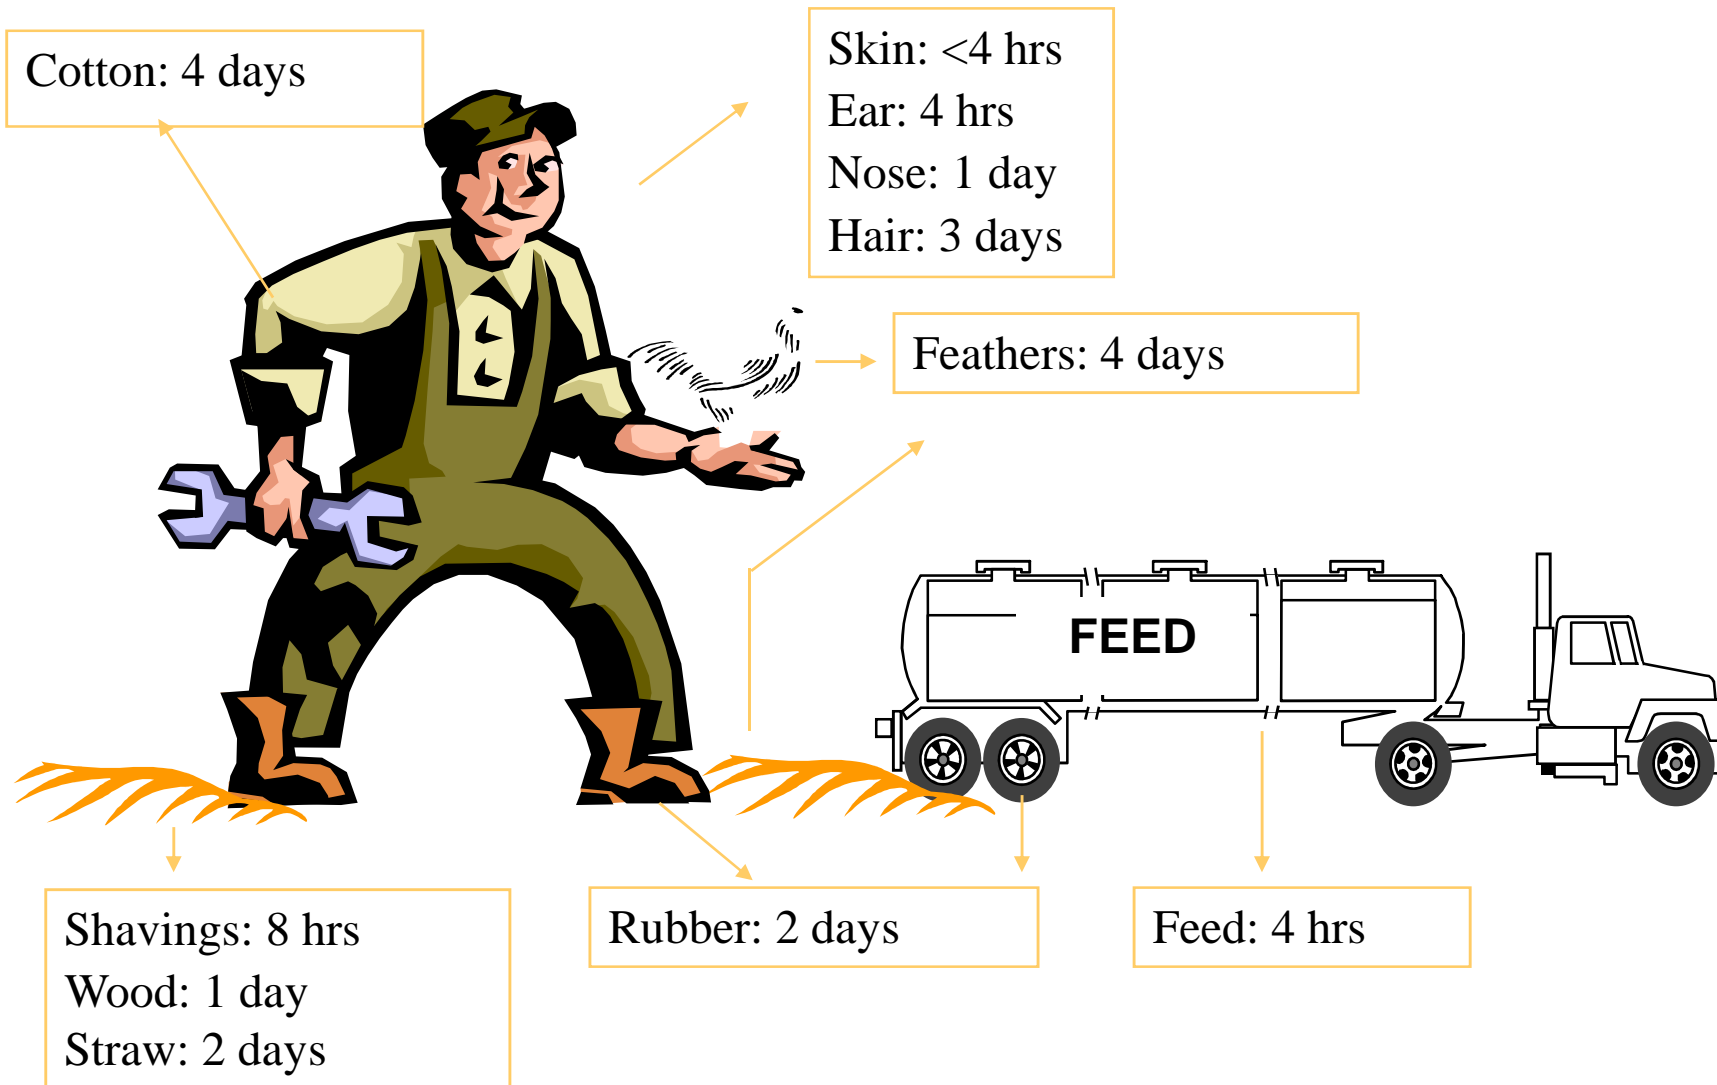 Cotton: 4 days
Skin: <4 hrs
Ear: 4 hrs
Nose: 1 day
Hair: 3 days
Feathers: 4 days
FEED
Shavings: 8 hrs
Wood: 1 day
Straw: 2 days
Rubber: 2 days
Feed: 4 hrs